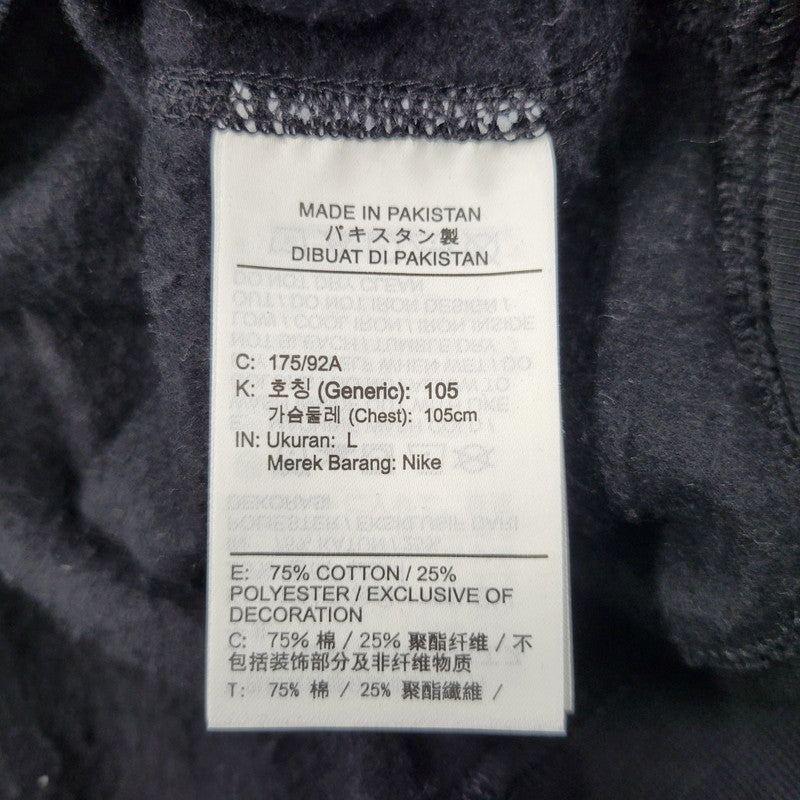 MADE IN PAKISTAN
パキスタン製
DIBUAT DI PAKISTAN
C: 175/92A
K: 호칭 (Generic): 105
가슴둘레 (Chest): 105cm
IN: Ukuran: L
Merek Barang: Nike
E: 75% COTTON / 25%
POLYESTER / EXCLUSIVE OF
DECORATION
C: 75% 棉 / 25% 聚酯纤维 / 不
包括装饰部分及非纤维物质
T: 75% 棉 / 25% 聚酯纖維 /